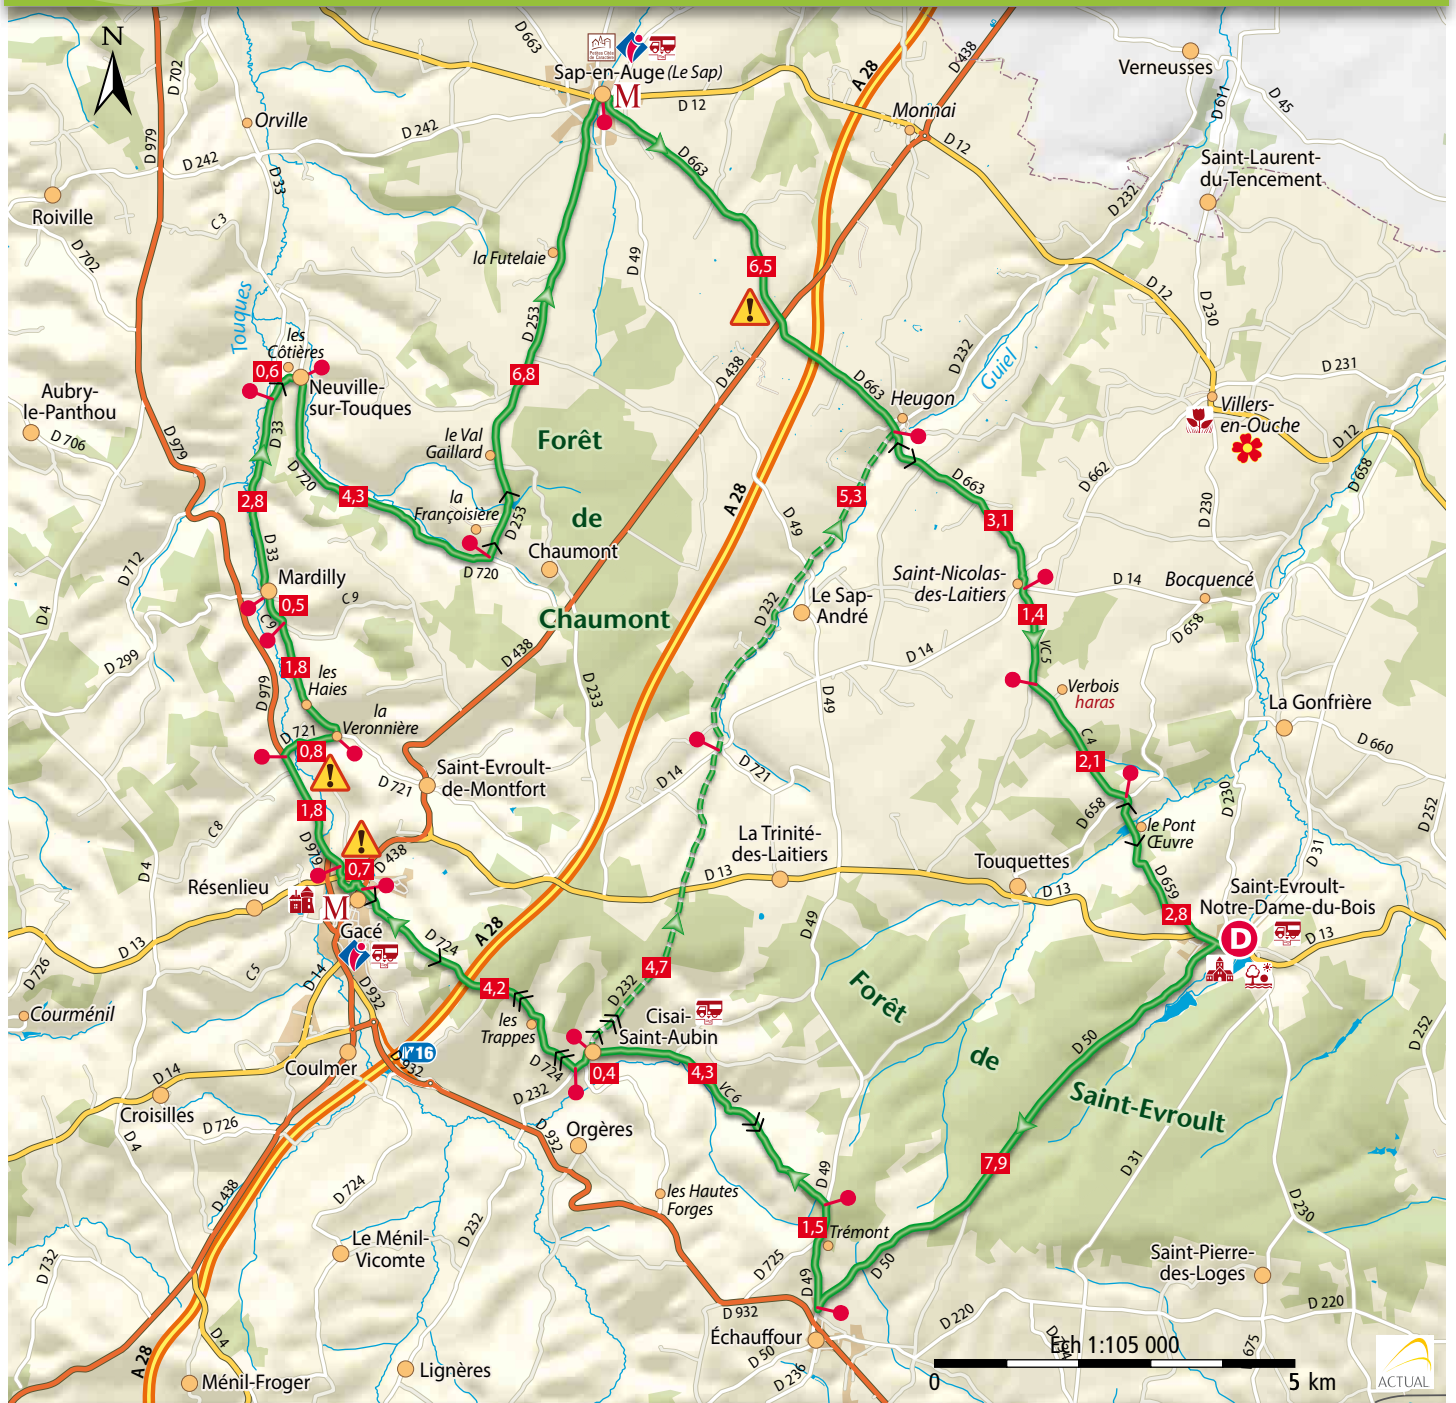 N
D 663
D 702
D 979
Orville
D 242
D 242
D 33
Roiville
C 3
D 702
Sap-en-Auge (Le Sap)
M
D 12
D 663
A 28
D 438
Monnai
D 12
Verneusses
D 611
D 45
Saint-Laurent-
du-Tencement
D 232
la Futelaie
D 49
6,5
D 253
Touques
les
Côtières
0,6
Neuville-
sur-Touques
6,8
D 438
D 663
Heugon
D 232
Guiel
D 12
D 230
D 231
Villers-
en-Ouche
D 12
D 658
Aubry-
le-Panthou
D 706
D 979
D 33
D 720
le Val
Gaillard
Forêt
de
Chaumont
2,8
4,3
la
Françoisière
D 253
D 720
Chaumont
A 28
D 49
5,3
D 663
3,1
D 662
D 230
D 33
D 712
D 4
Mardilly
0,5
C 9
C 9
D 299
1,8
les
Haies
D 979
la
Veronnière
D 721
0,8
D 438
D 233
D 232
Le Sap-
André
Saint-Nicolas-
des-Laitiers
D 14
Bocquencé
D 658
1,4
VC 5
D 14
D 49
Verbois
haras
C 4
2,1
La Gonfrière
D 660
1,8
Saint-Evroult-
de-Montfort
D 721
D 14
D 721
C 8
D 979
D 4
0,7
D 438
Résenlieu
La Trinité-
des-Laitiers
D 13
D 658
le Pont
Œuvre
D 230
D 31
D 252
Touquettes
D 13
D 659
2,8
Saint-Evroult-
Notre-Dame-du-Bois
D
D 13
M
Gacé
D 13
D 726
C 5
D 14
D 932
D 724
A 28
4,2
D 49
4,7
D 232
Cisai-
Saint-Aubin
les
Trappes
D 724
D 232
0,4
4,3
VC 6
Forêt
de
Saint-Evroult
D 50
D 252
Courménil
Coulmer
D 932
16
D 14
Croisilles
D 726
D 4
Orgères
D 932
les Hautes
Forges
D 49
7,9
D 31
D 230
D 438
D 724
D 232
1,5
Trémont
D 725
D 49
D 50
Le Ménil-
Vicomte
D 732
D 932
Échauffour
D 50
D 236
D 220
Saint-Pierre-
des-Loges
D 220
Ech 1:105 000
675
0
5 km
ACTUAL
A 28
D 4
Ménil-Froger
Lignères